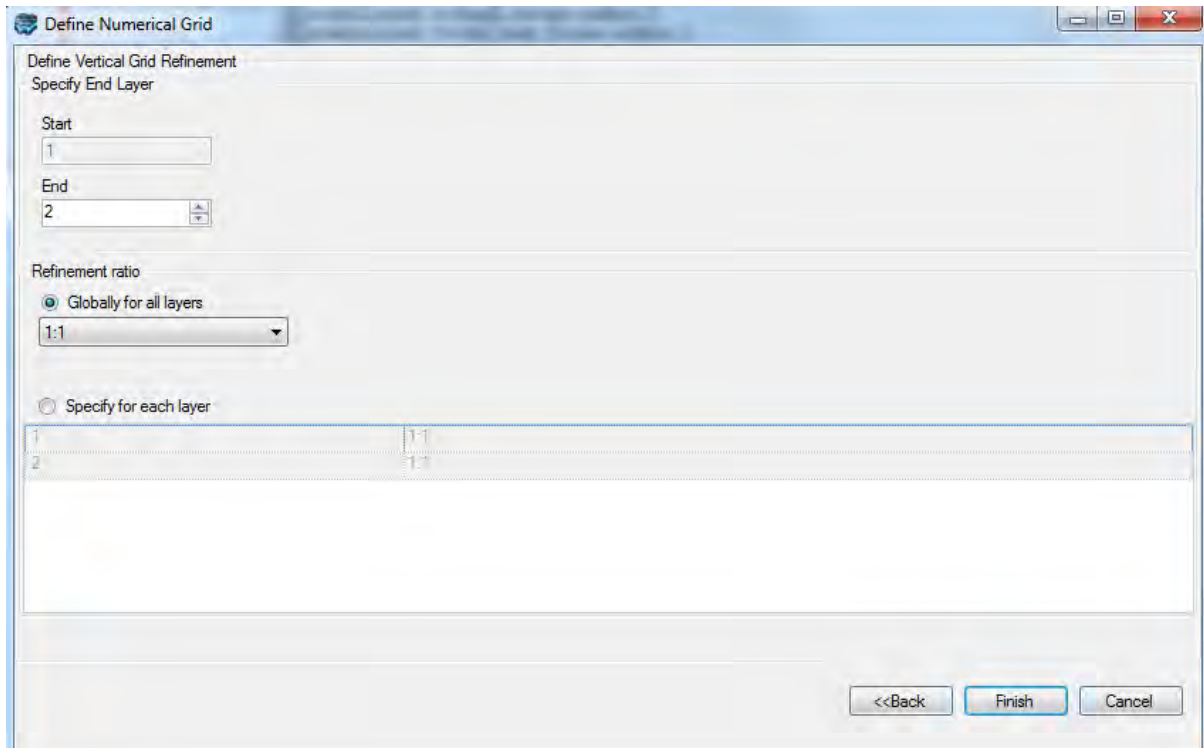 Define Numerical Grid
Define Vertical Grid Refinement
Specify End Layer
Start
1
End
2
Refinement ratio
Globally for all layers
1:1
Specify for each layer
1 1:1
2 1:1
<<Back Finish Cancel